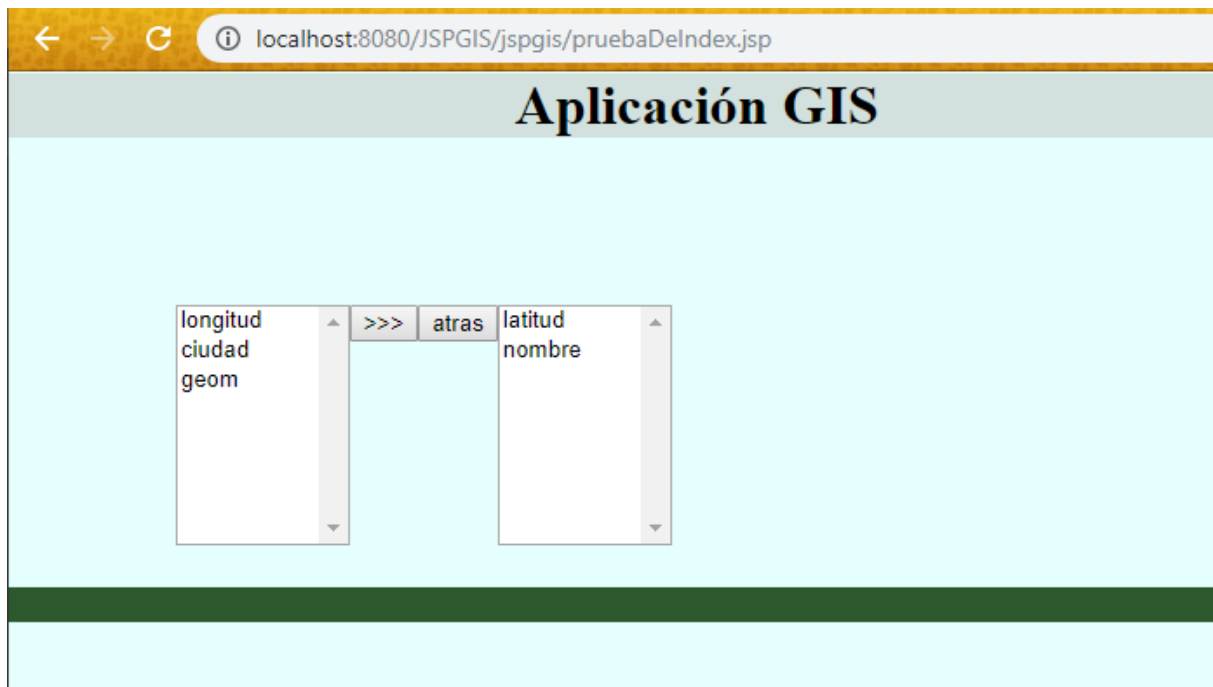 localhost:8080/JSPGIS/jspgis/pruebaDeIndex.jsp
Aplicación GIS
longitud
ciudad
geom
>>>
atras
latitud
nombre